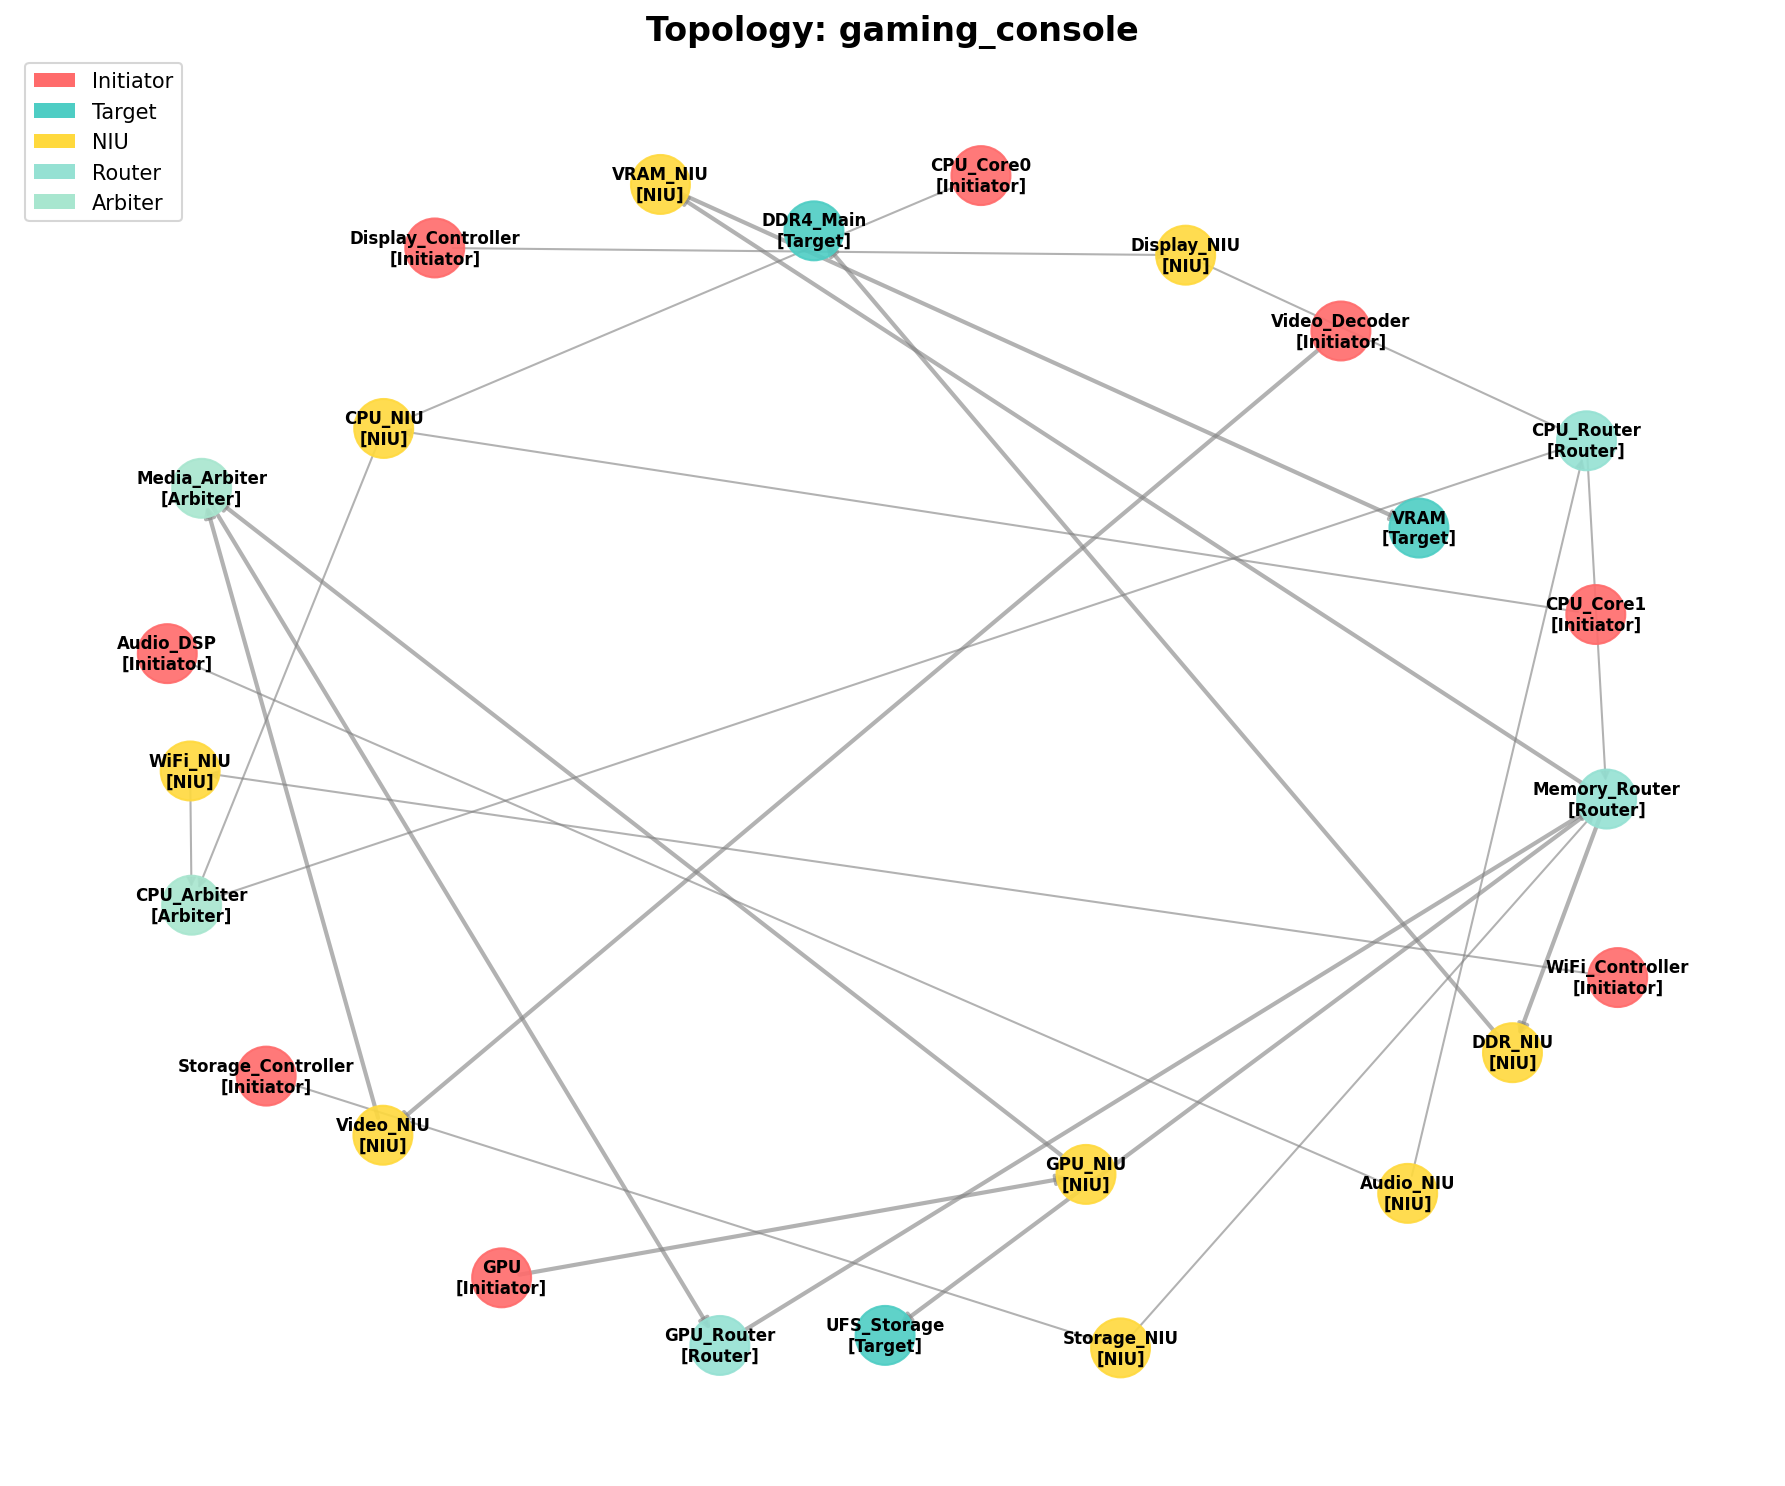 Topology: gaming_console
Initiator
Target
NIU
Router
Arbiter
VRAM_NIU
[NIU]
CPU_Core0
[Initiator]
DDR4_Main
[Target]
Display_Controller
[Initiator]
Display_NIU
[NIU]
Video_Decoder
[Initiator]
CPU_NIU
[NIU]
CPU_Router
[Router]
Media_Arbiter
[Arbiter]
VRAM
[Target]
CPU_Core1
[Initiator]
Audio_DSP
[Initiator]
WiFi_NIU
[NIU]
Memory_Router
[Router]
CPU_Arbiter
[Arbiter]
WiFi_Controller
[Initiator]
DDR_NIU
[NIU]
Storage_Controller
[Initiator]
Video_NIU
[NIU]
GPU_NIU
[NIU]
Audio_NIU
[NIU]
GPU
[Initiator]
GPU_Router
[Router]
UFS_Storage
[Target]
Storage_NIU
[NIU]